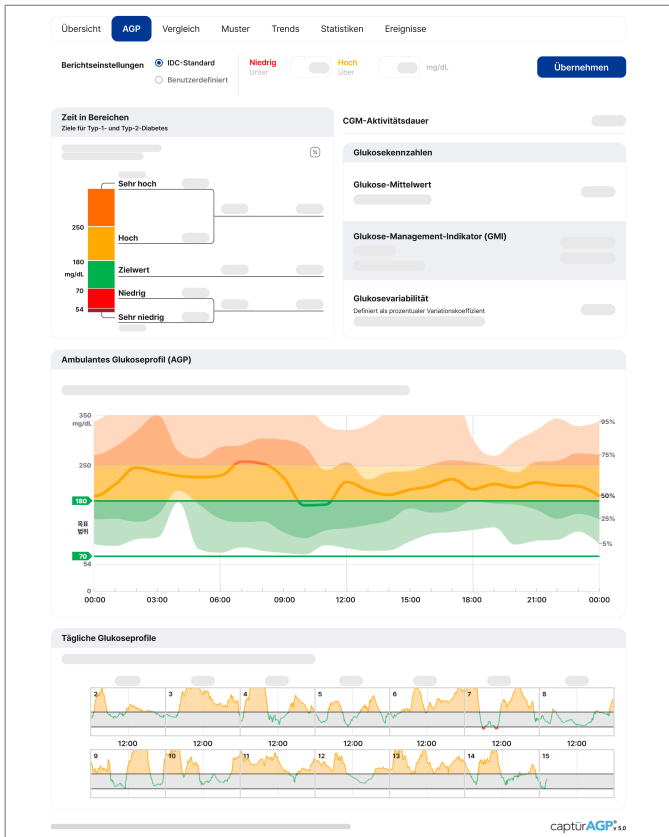 Übersicht AGP Vergleich Muster Trends Statistiken Ereignisse
Berichtseinstellungen IDC-Standard Niedrig Hoch mg/dL Übernehmen
Unter Über
Benutzerdefiniert
Zeit in Bereichen
Ziele für Typ-1- und Typ-2-Diabetes
%
Sehr hoch
250
Hoch
180
mg/dL
Zielwert
70
Niedrig
54
Sehr niedrig
CGM-Aktivitätsdauer
Glukosekennzahlen
Glukose-Mittelwert
Glukose-Management-Indikator (GMI)
Glukosevariabilität
Definiert als prozentualer Variationskoeffizient
Ambulantes Glukoseprofil (AGP)
350
mg/dL
95%
75%
250
50%
180
목표
범위
25%
5%
70
54
0
00:00 03:00 06:00 09:00 12:00 15:00 18:00 21:00 00:00
Tägliche Glukoseprofile
2 3 4 5 6 7 8
12:00 12:00 12:00 12:00 12:00 12:00 12:00
9 10 11 12 13 14 15
captūrAGP® v 5.0